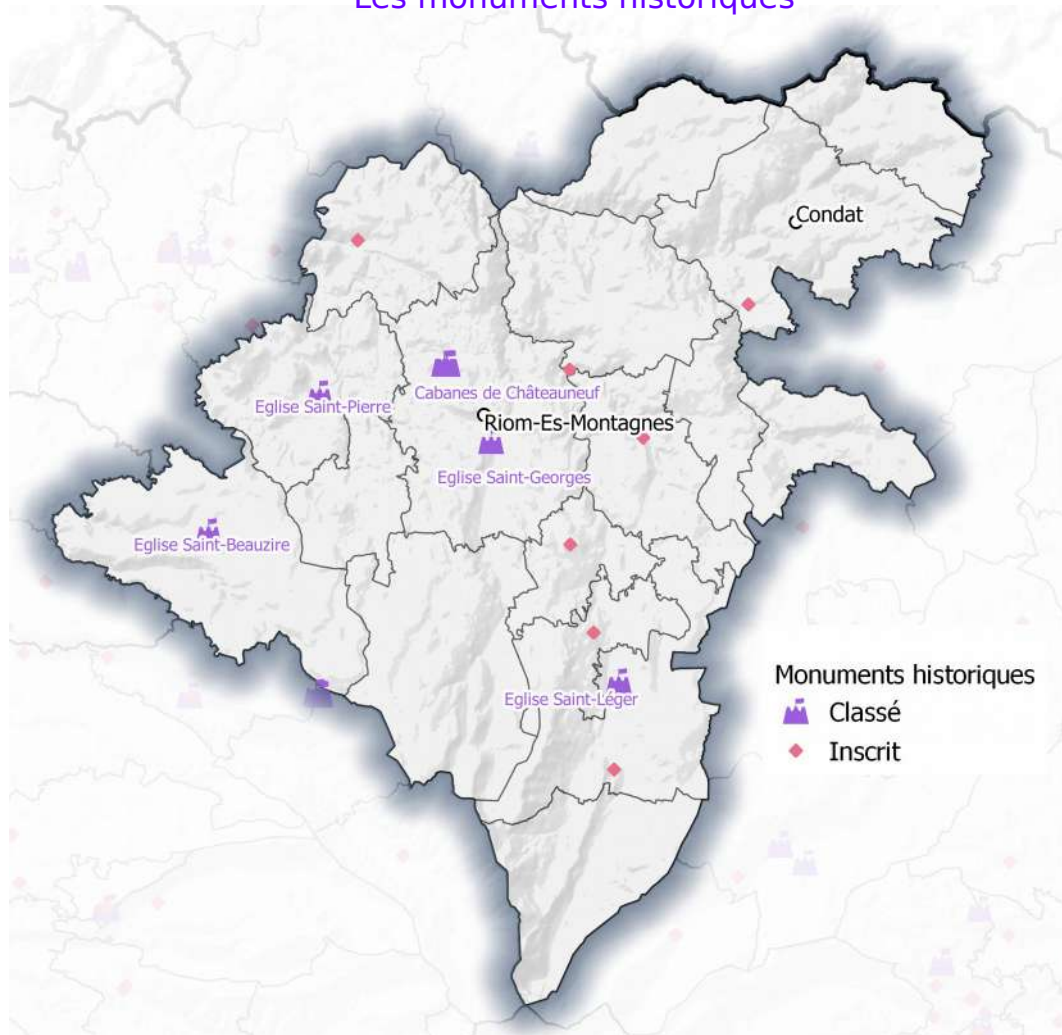 Les monuments historiques
Condat
Cabanes de Châteauneuf
Eglise Saint-Pierre
Riom-Es-Montagnes
Eglise Saint-Georges
Eglise Saint-Beauzire
Eglise Saint-Léger
Monuments historiques
Classé
Inscrit